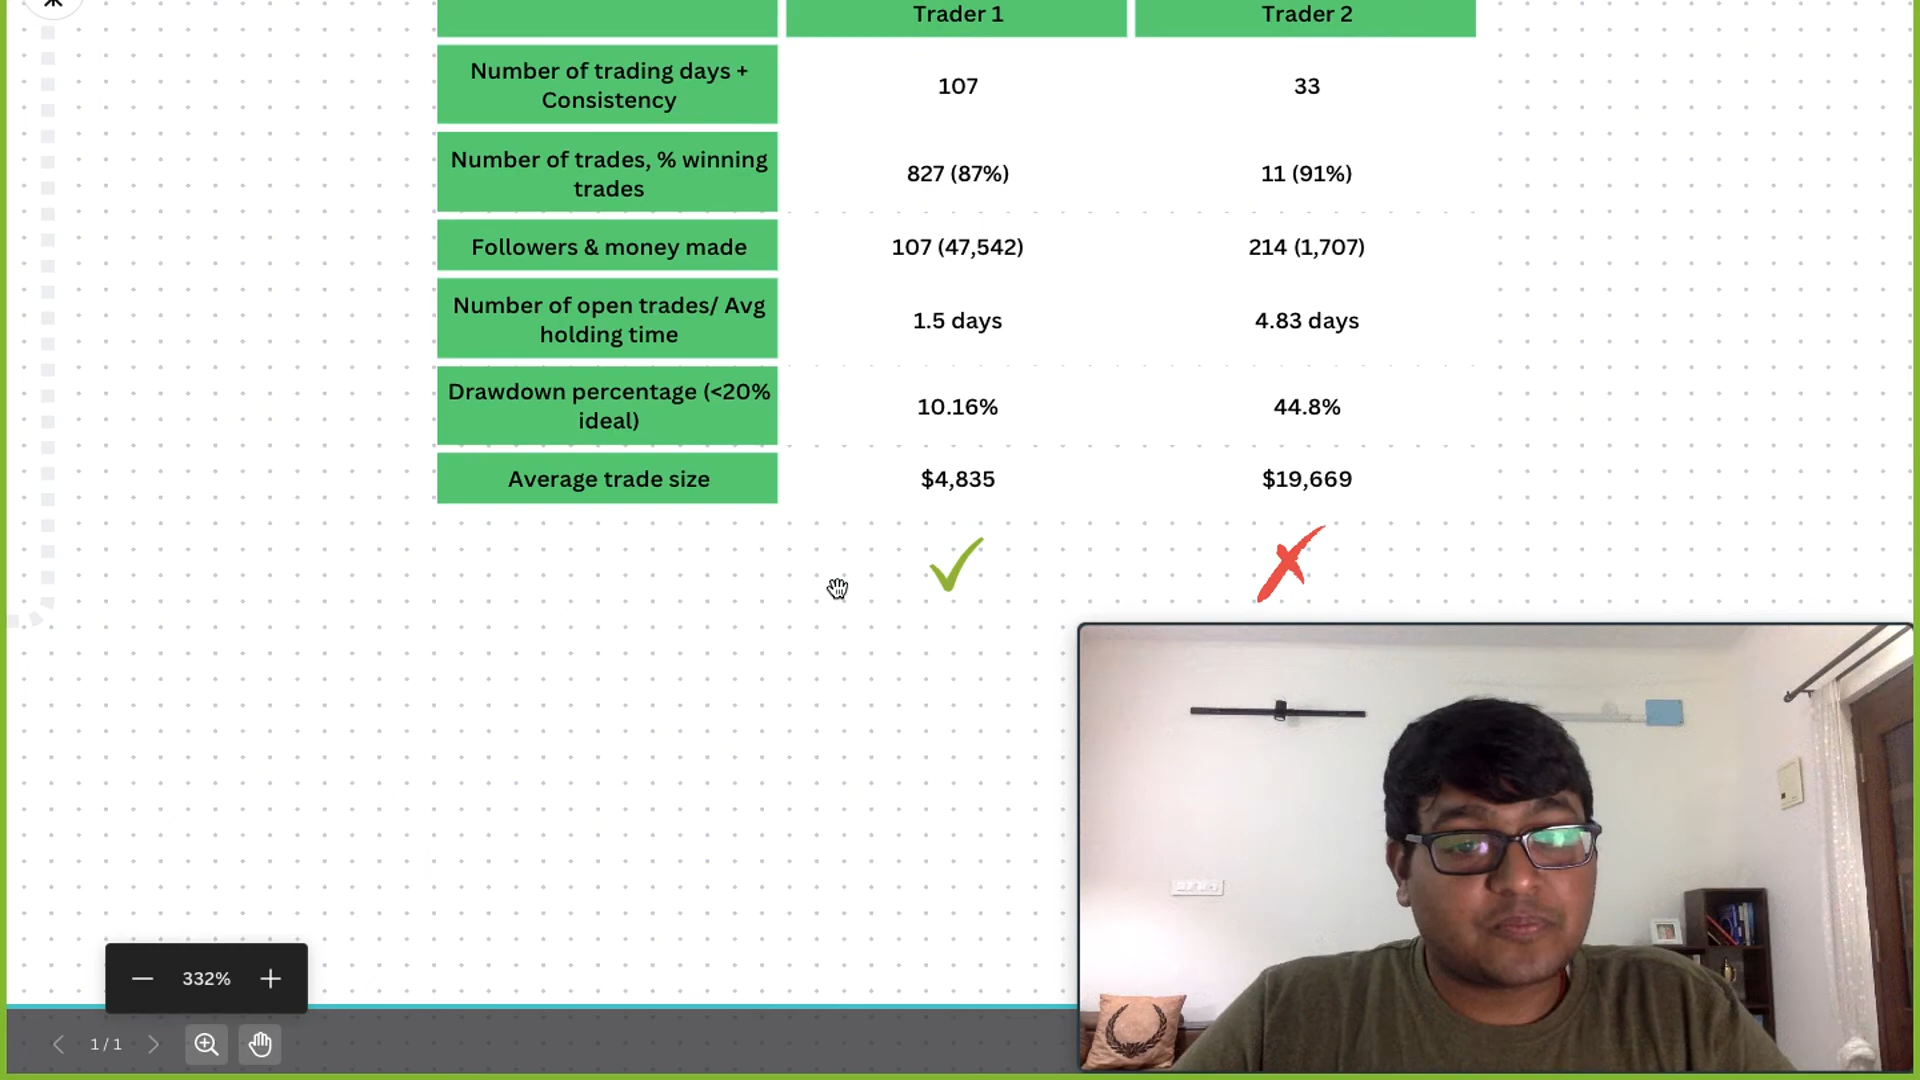 Trader 1
Trader 2
Number of trading days +
Consistency
107
33
Number of trades, % winning
trades
827 (87%)
11 (91%)
Followers & money made
107 (47,542)
214 (1,707)
Number of open trades/ Avg
holding time
1.5 days
4.83 days
Drawdown percentage (<20%
ideal)
10.16%
44.8%
Average trade size
$4,835
$19,669
332%
1 / 1